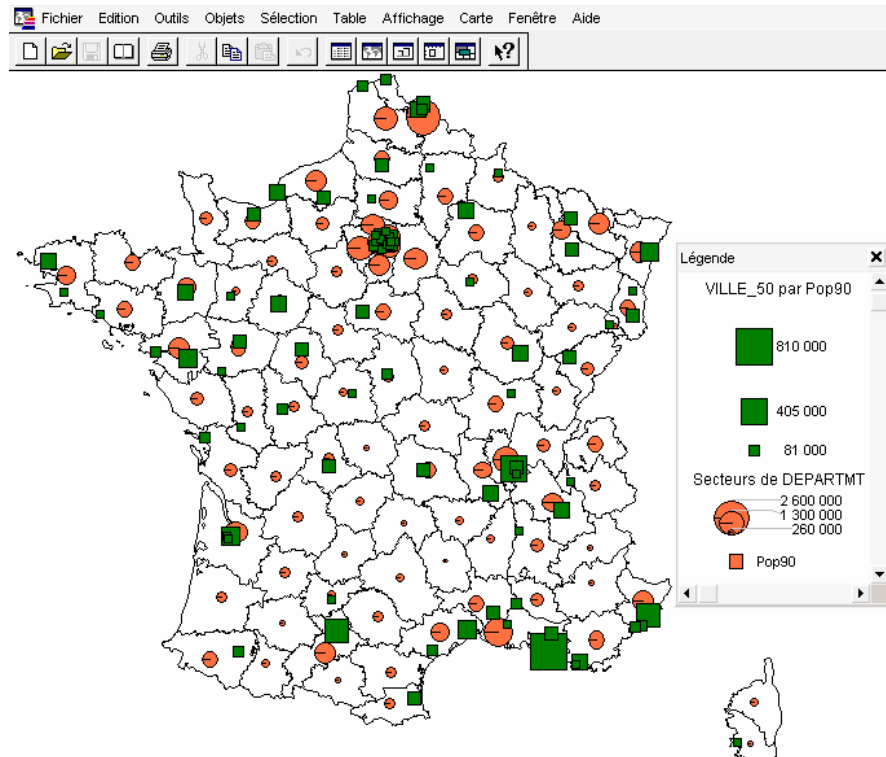 Fichier Edition Outils Objets Sélection Table Affichage Carte Fenêtre Aide
Légende
VILLE_50 par Pop90
810 000
405 000
81 000
Secteurs de DEPARTMT
2 600 000
1 300 000
260 000
Pop90